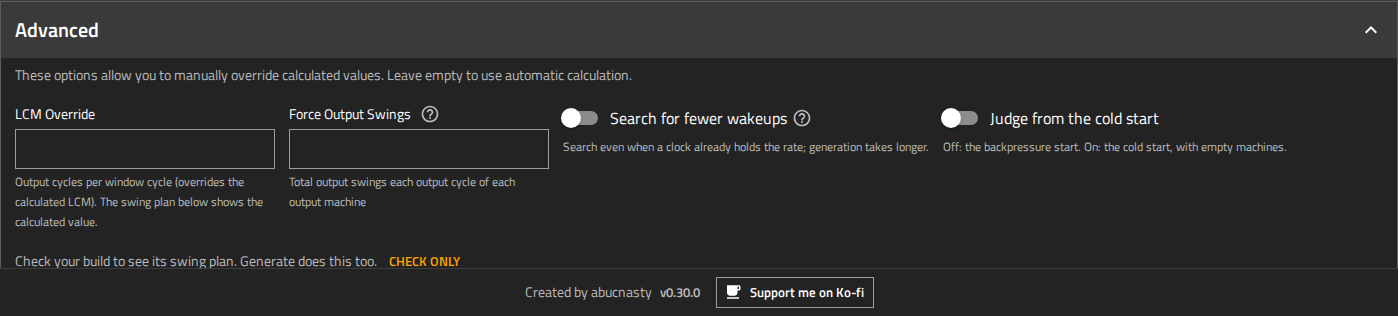 Advanced
These options allow you to manually override calculated values. Leave empty to use automatic calculation.
LCM Override
Force Output Swings
Search for fewer wakeups
Judge from the cold start
Search even when a clock already holds the rate; generation takes longer.
Off: the backpressure start. On: the cold start, with empty machines.
Output cycles per window cycle (overrides the
calculated LCM). The swing plan below shows the
calculated value.
Total output swings each output cycle of each
output machine
Check your build to see its swing plan. Generate does this too. CHECK ONLY
Created by abucnasty v0.30.0 Support me on Ko-fi